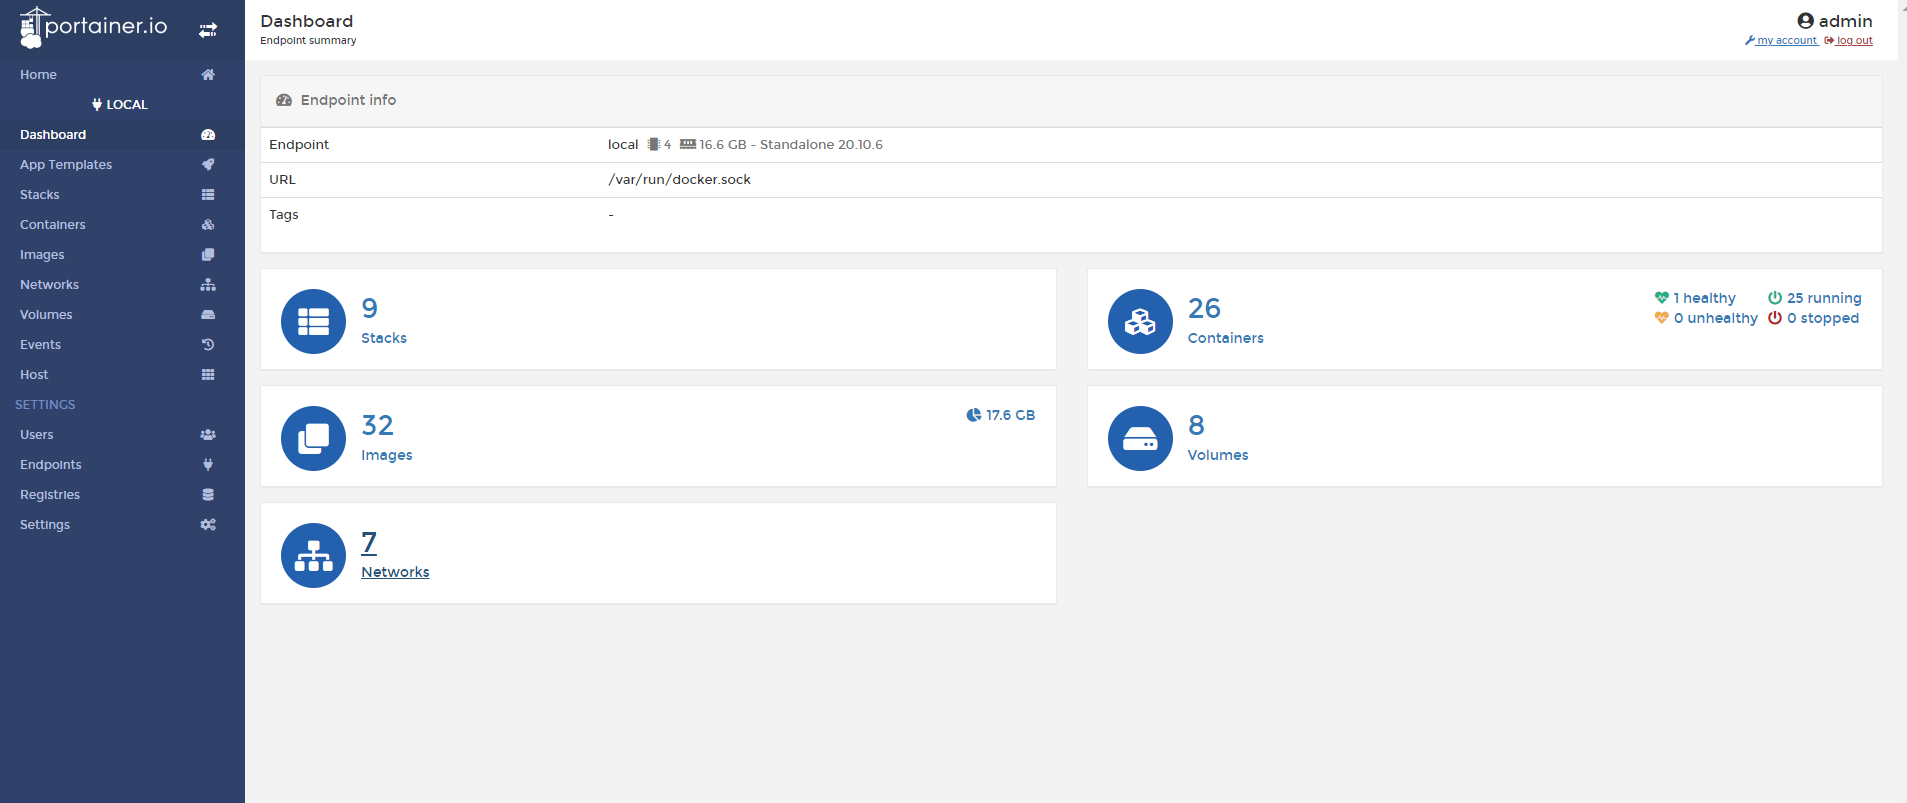 portainer.io
Home
LOCAL
Dashboard
App Templates
Stacks
Containers
Images
Networks
Volumes
Events
Host
SETTINGS
Users
Endpoints
Registries
Settings
Dashboard
Endpoint summary
admin
my account log out
Endpoint info
Endpoint local 4 16.6 GB - Standalone 20.10.6
URL /var/run/docker.sock
Tags -
9
Stacks
26
Containers
1 healthy 25 running
0 unhealthy 0 stopped
32
Images
17.6 GB
8
Volumes
7
Networks